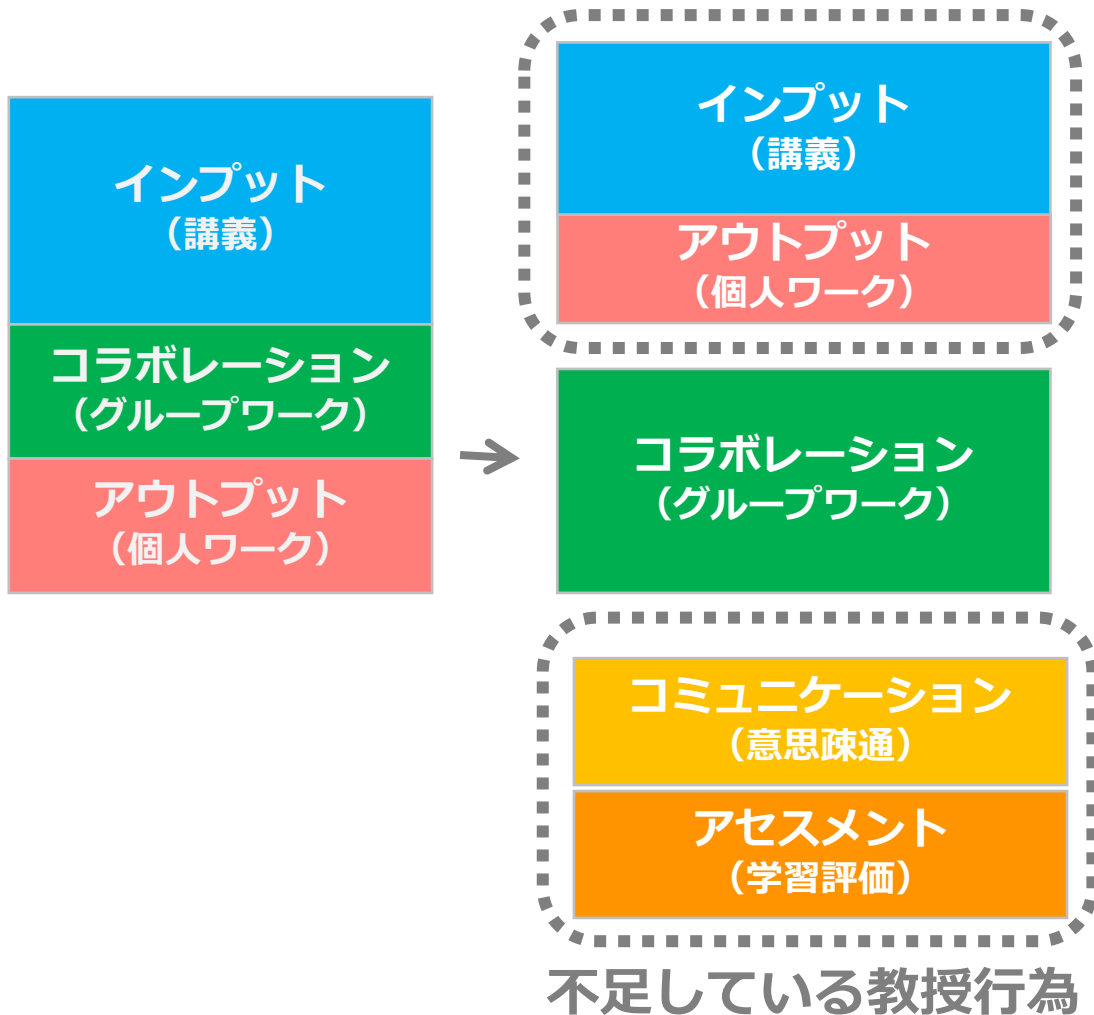 インプット
（講義）
コラボレーション
（グループワーク）
アウトプット
（個人ワーク）
インプット
（講義）
アウトプット
（個人ワーク）
コラボレーション
（グループワーク）
コミュニケーション
（意思疎通）
アセスメント
（学習評価）
不足している教授行為